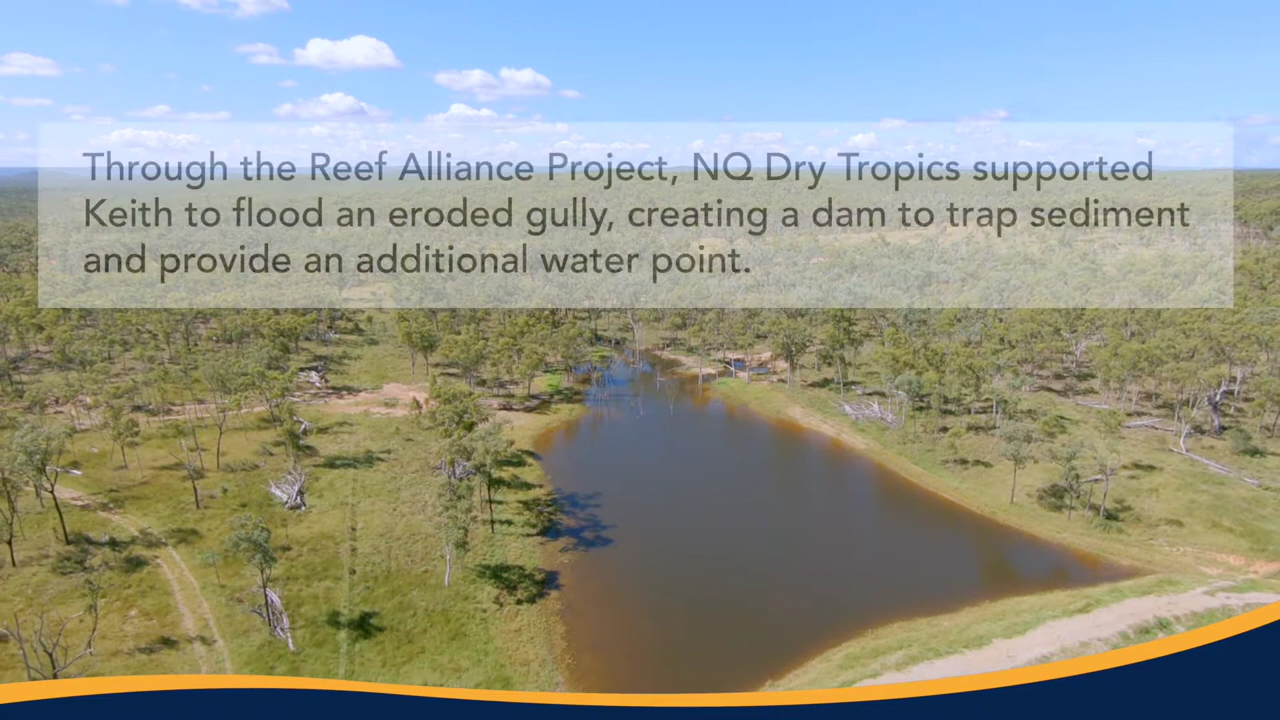 Through the Reef Alliance Project, NQ Dry Tropics supported
Keith to flood an eroded gully, creating a dam to trap sediment
and provide an additional water point.